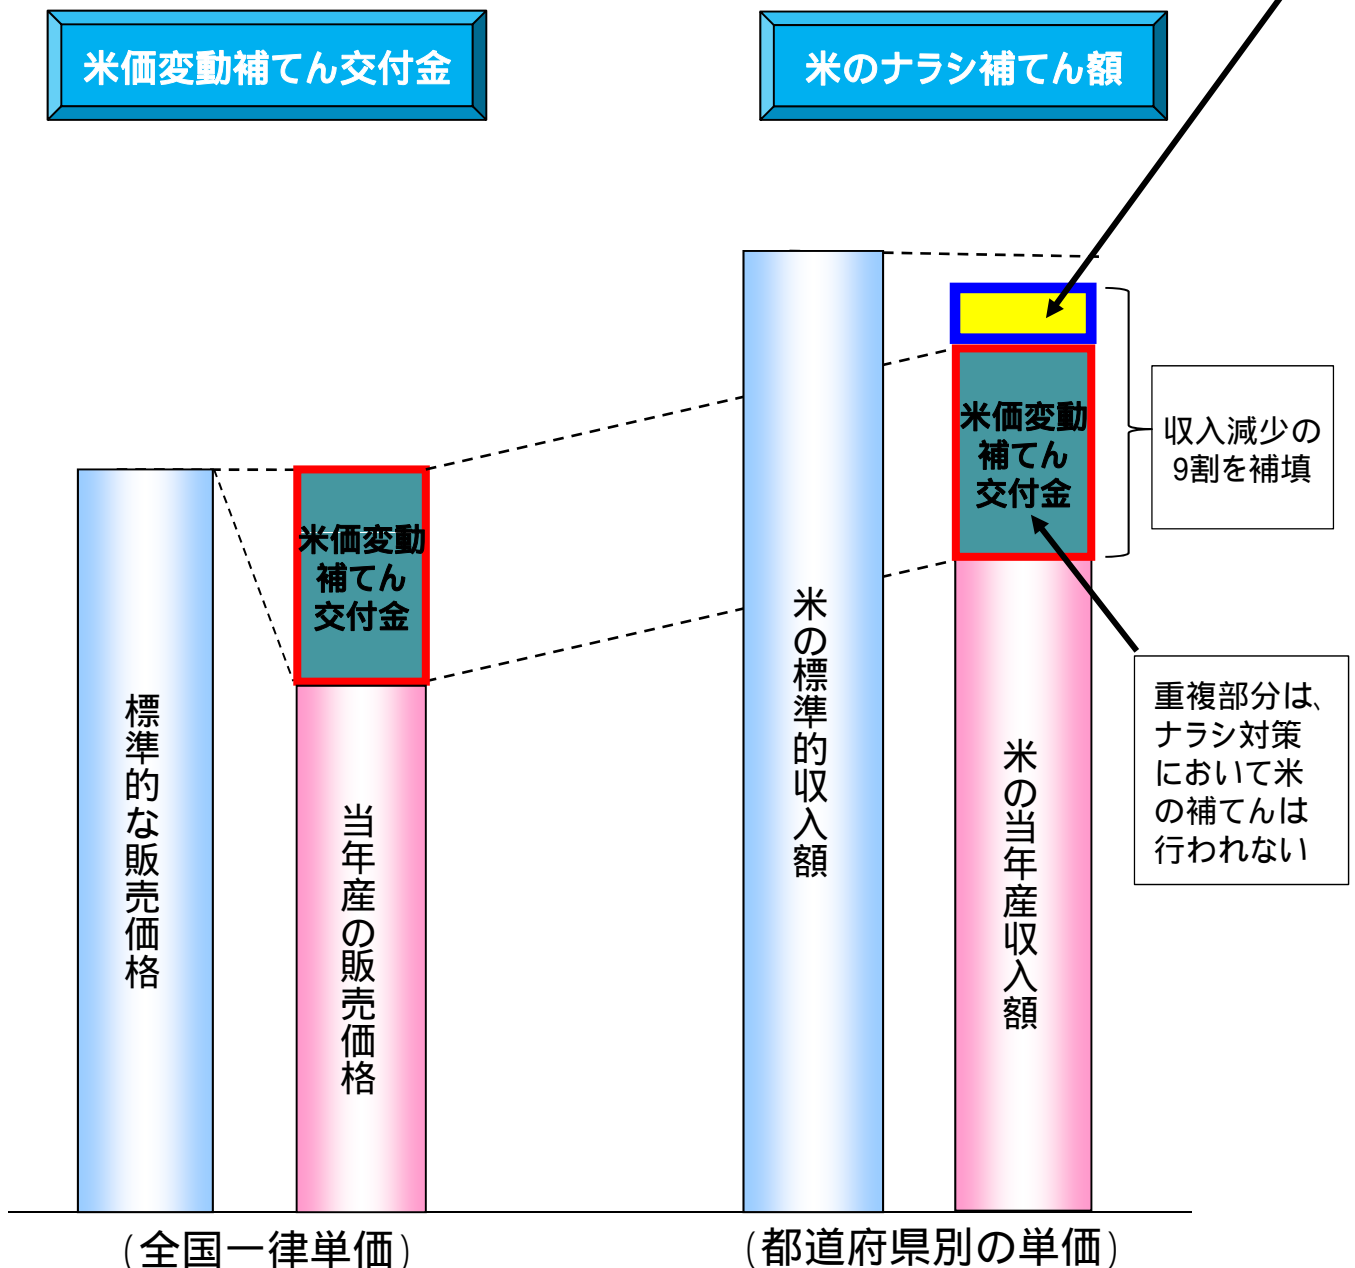 米価変動補てん交付金
米のナラシ補てん額
米価変動
補てん
交付金
標準的な販売価格
当年産の販売価格
米の標準的収入額
米価変動
補てん
交付金
米の当年産収入額
収入減少の
9割を補填
重複部分は、
ナラシ対策
において米
の補てんは
行われない
(全国一律単価)
(都道府県別の単価)